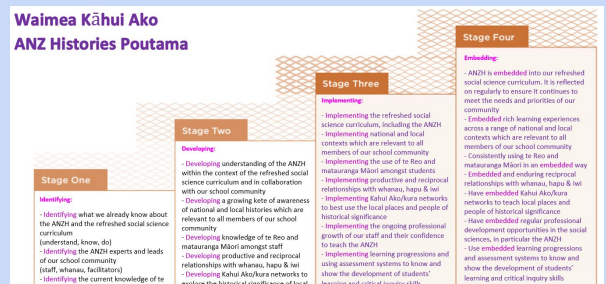 Waimea Kāhui Ako
ANZ Histories Poutama
Stage One
Identifying:
- Identifying what we already know about
the ANZH and the refreshed social science
curriculum
(understand, know, do)
- Identifying the ANZH experts and leads
of our school community
(staff, whanau, facilitators)
- Identifying the current knowledge of te
Stage Two
Developing:
- Developing understanding of the ANZH
within the context of the refreshed social
science curriculum and in collaboration
with our school community
- Developing a growing kete of awareness
of national and local histories which are
relevant to all members of our school
community
- Developing knowledge of te Reo and
matauranga Māori amongst staff
- Developing productive and reciprocal
relationships with whanau, hapu & iwi
- Developing Kahui Ako/kura networks to
explore the historical significance of local
Stage Three
Implementing:
- Implementing the refreshed social
science curriculum, including the ANZH
- Implementing national and local
contexts which are relevant to all
members of our school community
- Implementing the use of te Reo and
matauranga Māori amongst students
- Implementing productive and reciprocal
relationships with whanau, hapu & iwi
- Implementing Kahui Ako/kura networks
to best use the local places and people of
historical significance
- Implementing the ongoing professional
growth of our staff and their confidence
to teach the ANZH
- Implementing learning progressions and
using assessment systems to know and
show the development of students'
learning and critical inquiry skills
Stage Four
Embedding:
- ANZH is embedded into our refreshed
social science curriculum. It is reflected
on regularly to ensure it continues to
meet the needs and priorities of our
community
- Embedded rich learning experiences
across a range of national and local
contexts which are relevant to all
members of our school community
- Consistently using te Reo and
matauranga Māori in an embedded way
- Embedded and enduring reciprocal
relationships with whanau, hapu & iwi
- Have embedded Kahui Ako/kura
networks to teach local places and
people of historical significance
- Have embedded regular professional
development opportunities in the social
sciences, in particular the ANZH
- Use embedded learning progressions
and assessment systems to know and
show the development of students'
learning and critical inquiry skills